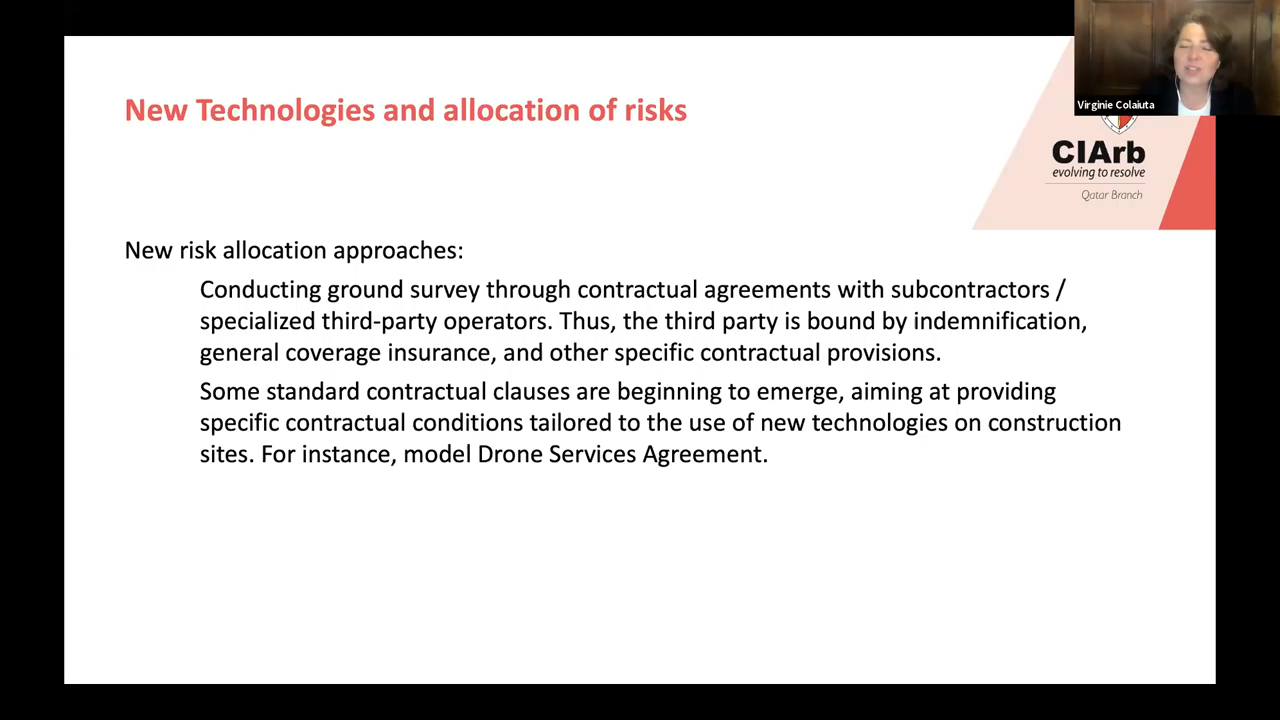 New Technologies and allocation of risks
Virginie Colaiuta
CIArb
evolving to resolve
Qatar Branch
New risk allocation approaches:
Conducting ground survey through contractual agreements with subcontractors /
specialized third-party operators. Thus, the third party is bound by indemnification,
general coverage insurance, and other specific contractual provisions.
Some standard contractual clauses are beginning to emerge, aiming at providing
specific contractual conditions tailored to the use of new technologies on construction
sites. For instance, model Drone Services Agreement.